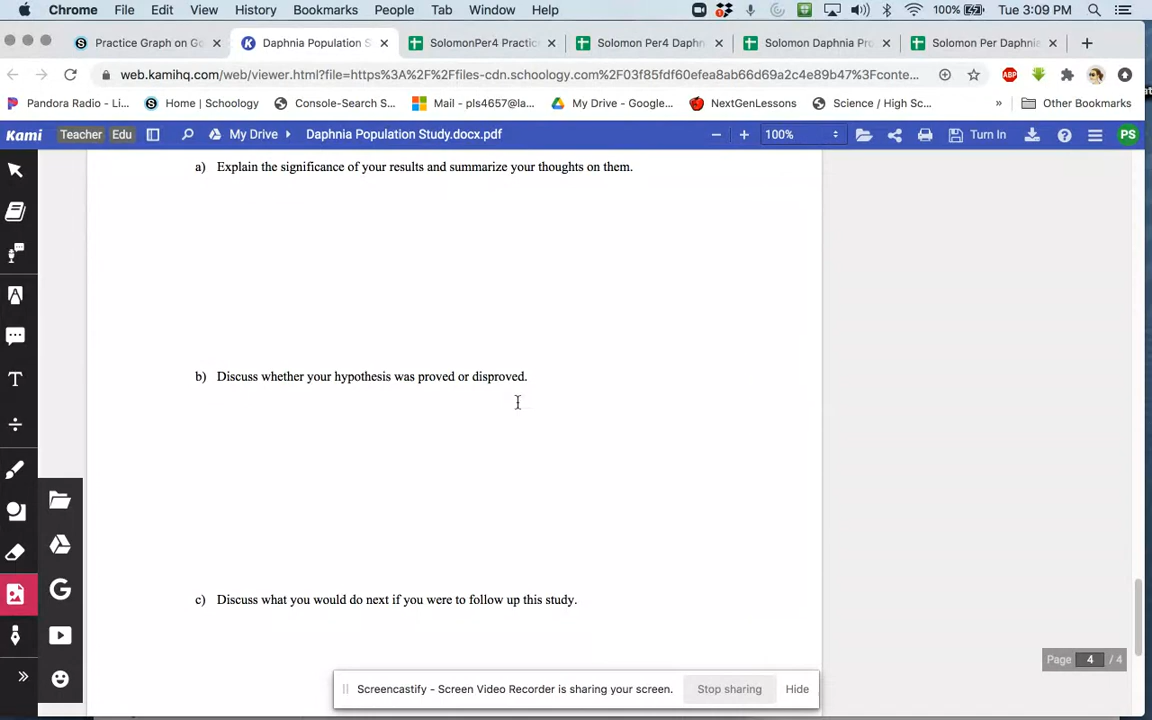 Chrome File Edit View History Bookmarks People Tab Window Help 100% Tue 3:09 PM
Practice Graph on Go Daphnia Population S SolomonPer4 Practic Solomon Per4 Daphn Solomon Daphnia Pro Solomon Per Daphnia
web.kamihq.com/web/viewer.html?file=https%3A%2F%2Ffiles-cdn.schoology.com%2F03f85fdf60efea8ab66d69a2c4e89b47%3Fconte... ABP
Pandora Radio - Li... Home | Schoology Console-Search S... Mail - pls4657@la... My Drive - Google... NextGenLessons Science / High Sc... » Other Bookmarks
Kami Teacher Edu My Drive Daphnia Population Study.docx.pdf 100% Turn In PS
a) Explain the significance of your results and summarize your thoughts on them.
b) Discuss whether your hypothesis was proved or disproved.
c) Discuss what you would do next if you were to follow up this study.
Page 4 / 4
Screencastify - Screen Video Recorder is sharing your screen. Stop sharing Hide